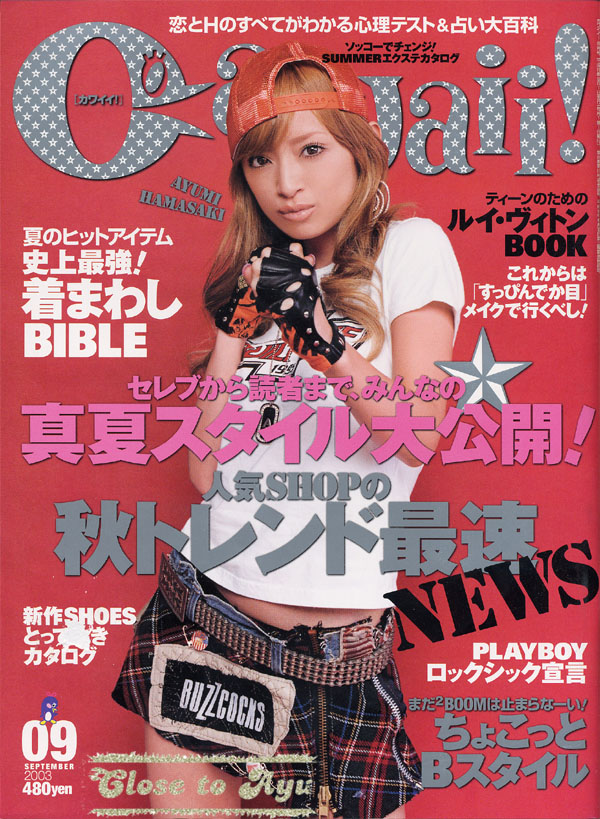 恋とHのすべてがわかる心理テスト&占い大百科
ソッコーでチェンジ!
SUMMERエクステカタログ
Cawaii!
[カワイイ!]
AYUMI
HAMASAKI
ティーンのための
ルイ・ヴィトン
BOOK
夏のヒットアイテム
史上最強!
着まわし
BIBLE
これからは
「すっぴんでか目」
メイクで行くべし!
セレブから読者まで、みんなの
真夏スタイル大公開!
人気SHOPの
秋トレンド最速
NEWS
新作SHOES
とっておき
カタログ
PLAYBOY
ロックシック宣言
まだ²BOOMは止まらなーい!
ちょこっと
Bスタイル
BUZZCOCKS
09
SEPTEMBER
2003
480yen
Close to Ayu